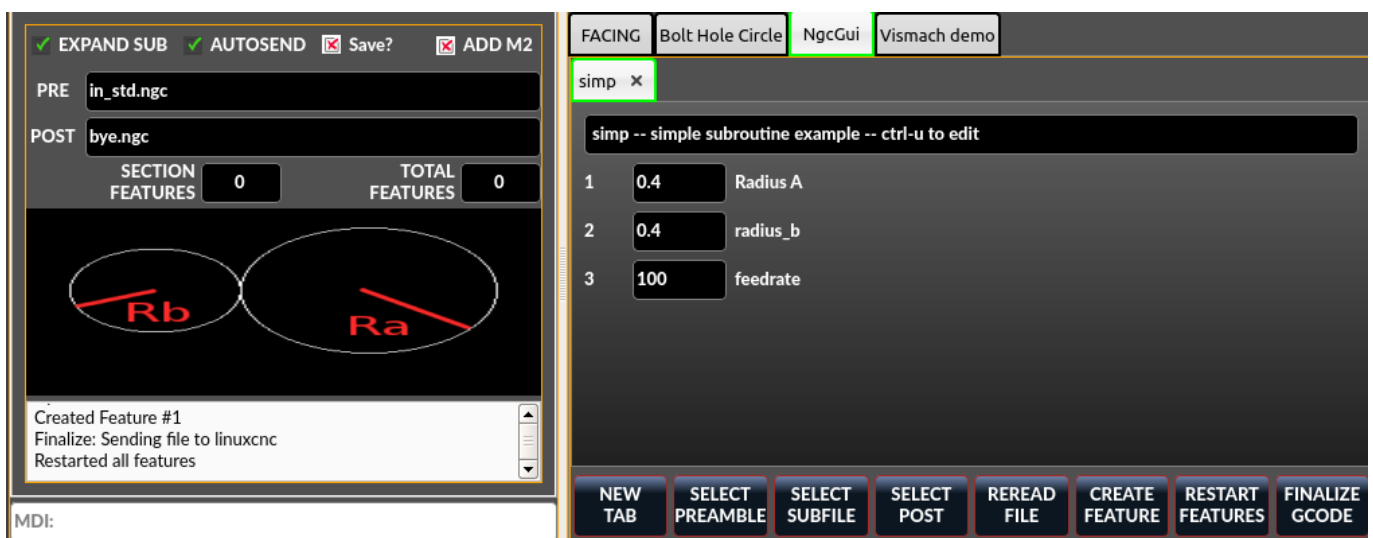 EXPAND SUB AUTOSEND Save? ADD M2
PRE in_std.ngc
POST bye.ngc
SECTION FEATURES 0 TOTAL FEATURES 0
Rb
Ra
Created Feature #1
Finalize: Sending file to linuxcnc
Restarted all features
MDI:
FACING Bolt Hole Circle NgcGui Vismach demo
simp ×
simp -- simple subroutine example -- ctrl-u to edit
1 0.4 Radius A
2 0.4 radius_b
3 100 feedrate
NEW TAB SELECT PREAMBLE SELECT SUBFILE SELECT POST REREAD FILE CREATE FEATURE RESTART FEATURES FINALIZE GCODE